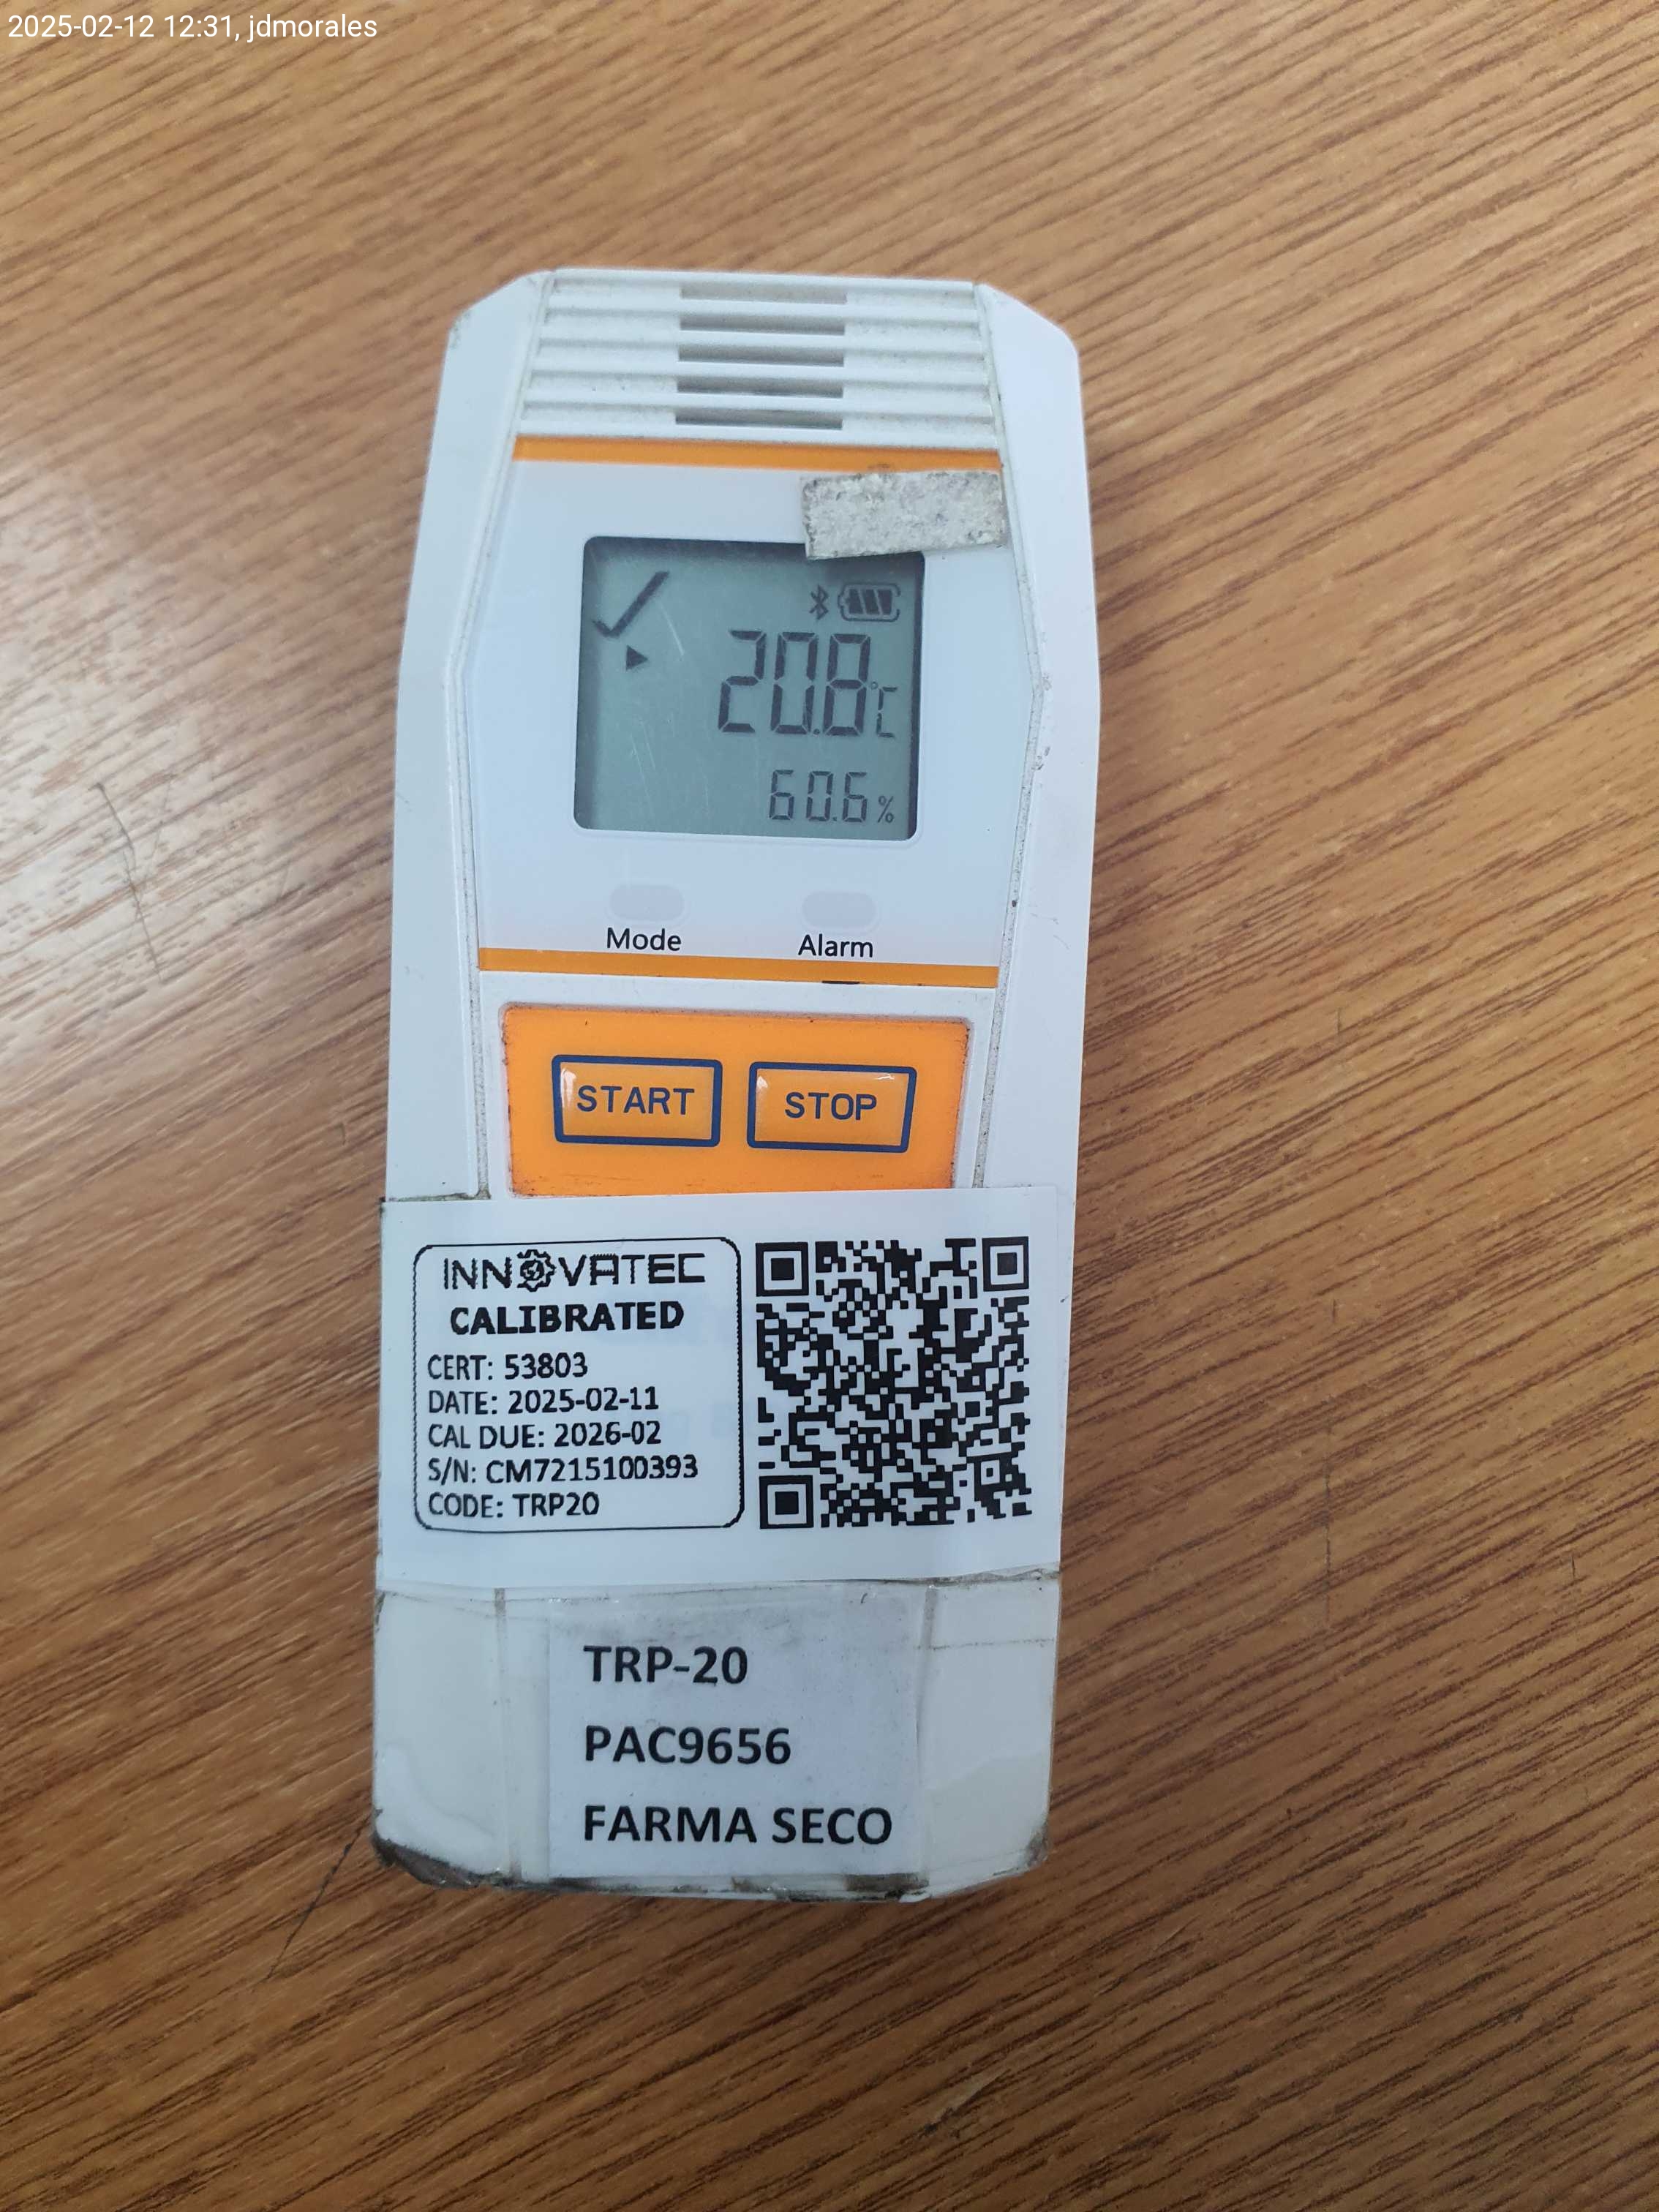 2025-02-12 12:31, jdmorales
20.8°C
60.6%
Mode Alarm
START STOP
INNOVATEC
CALIBRATED
CERT: 53803
DATE: 2025-02-11
CAL DUE: 2026-02
S/N: CM7215100393
CODE: TRP20
TRP-20
PAC9656
FARMA SECO